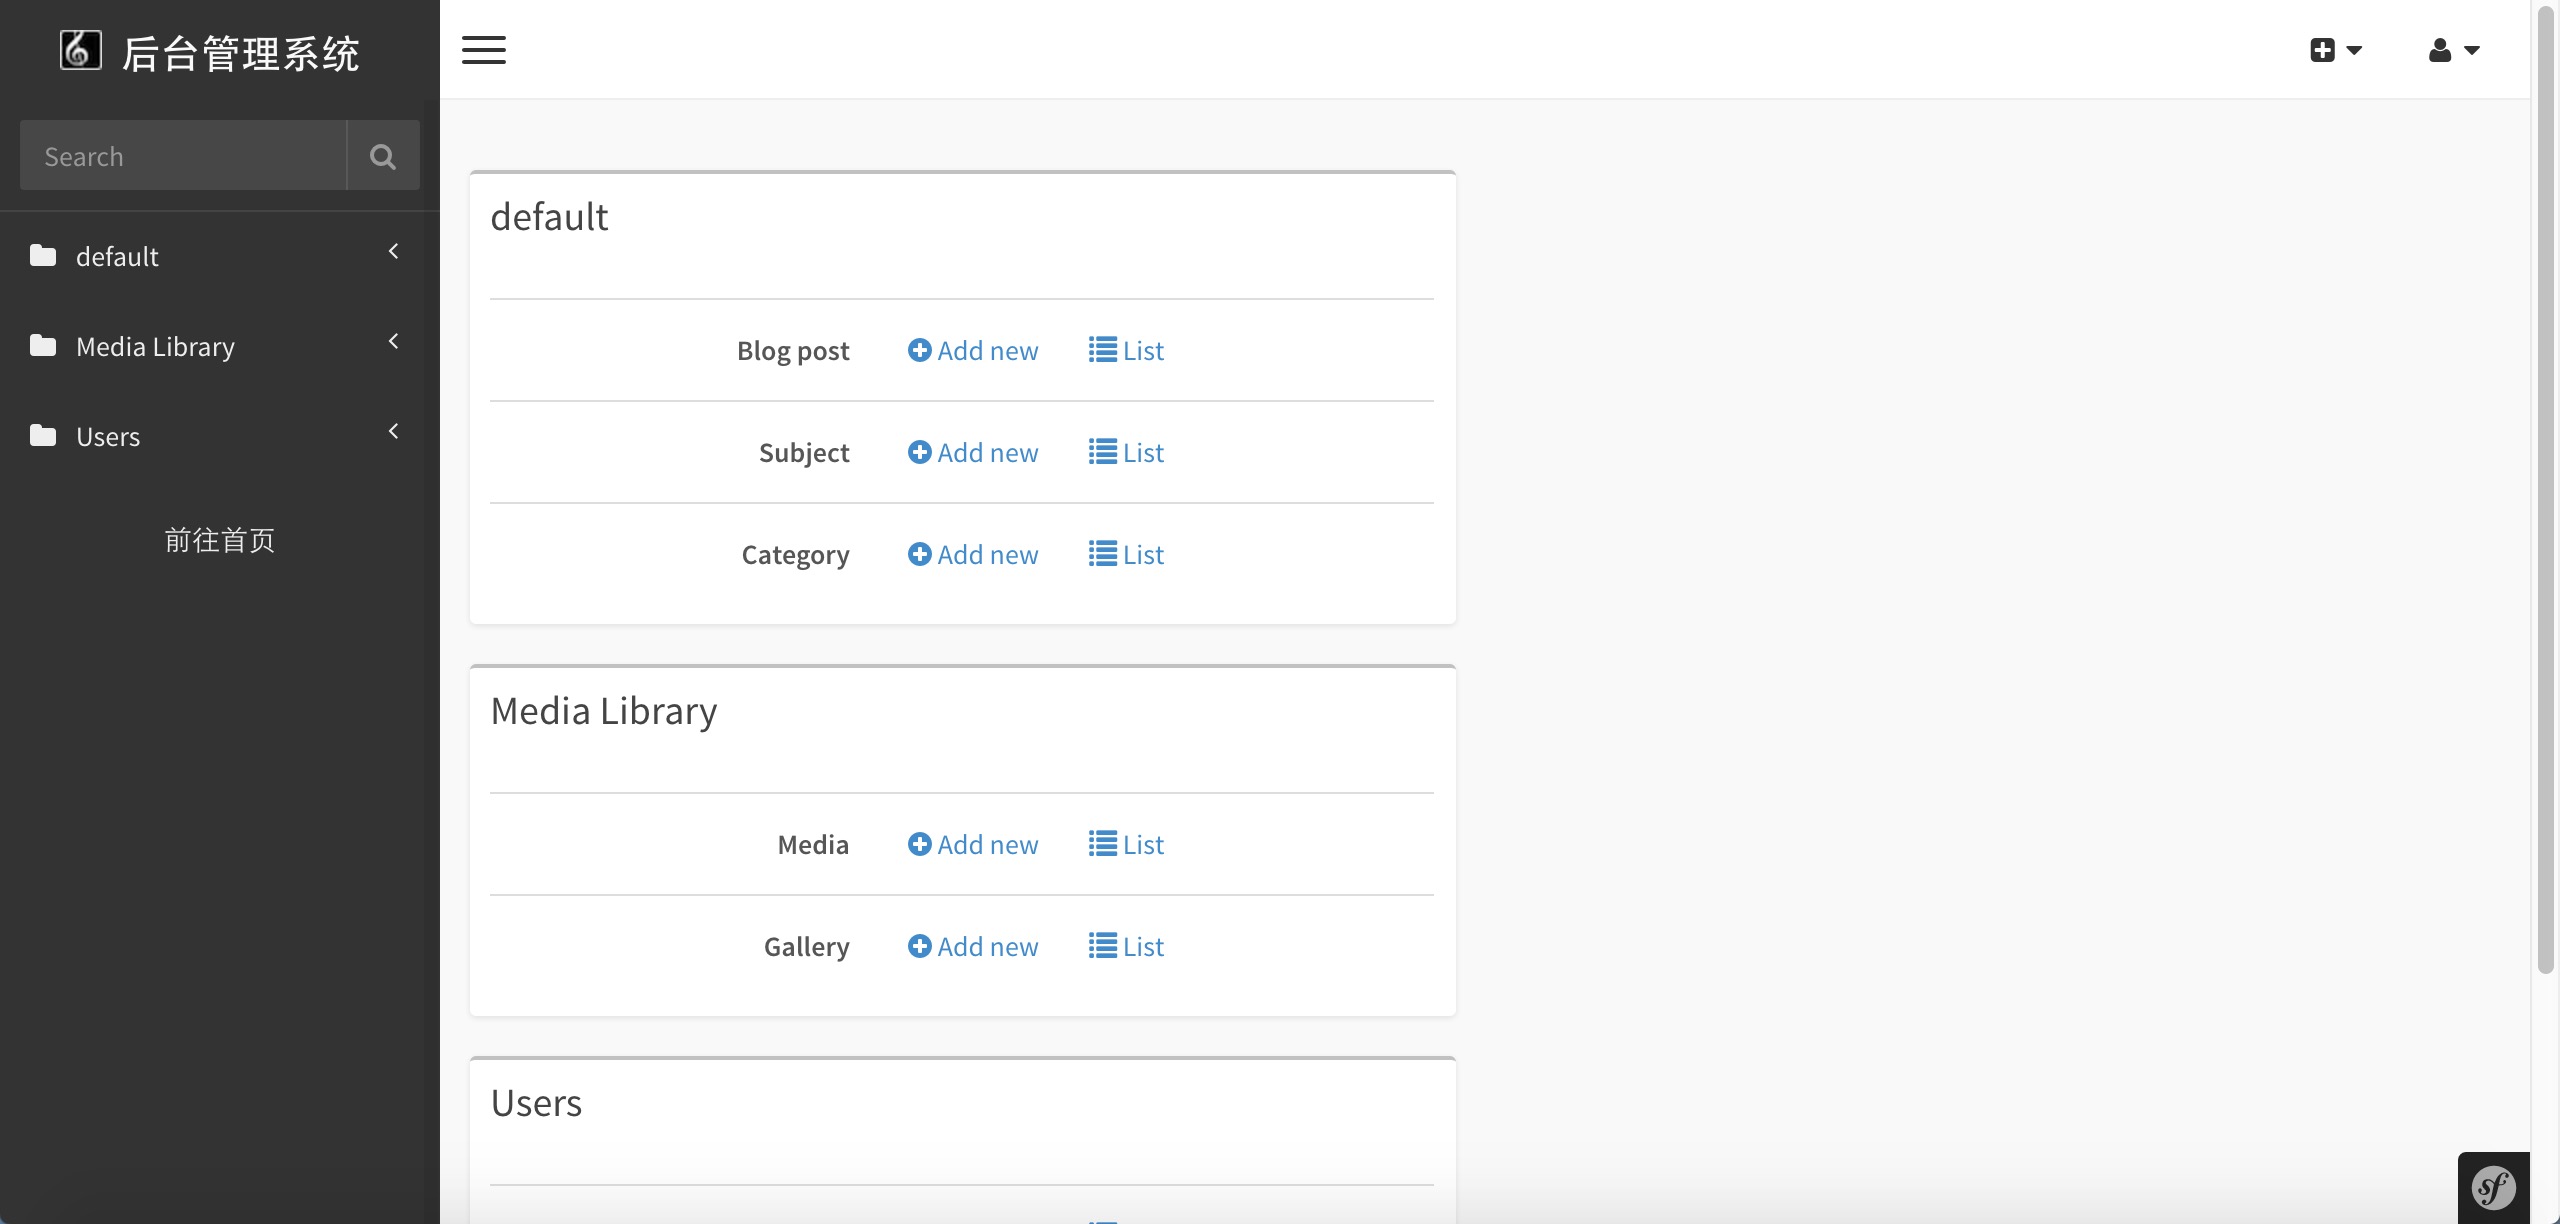 后台管理系统
Search
default
Media Library
Users
前往首页
default
Blog post Add new List
Subject Add new List
Category Add new List
Media Library
Media Add new List
Gallery Add new List
Users
sf